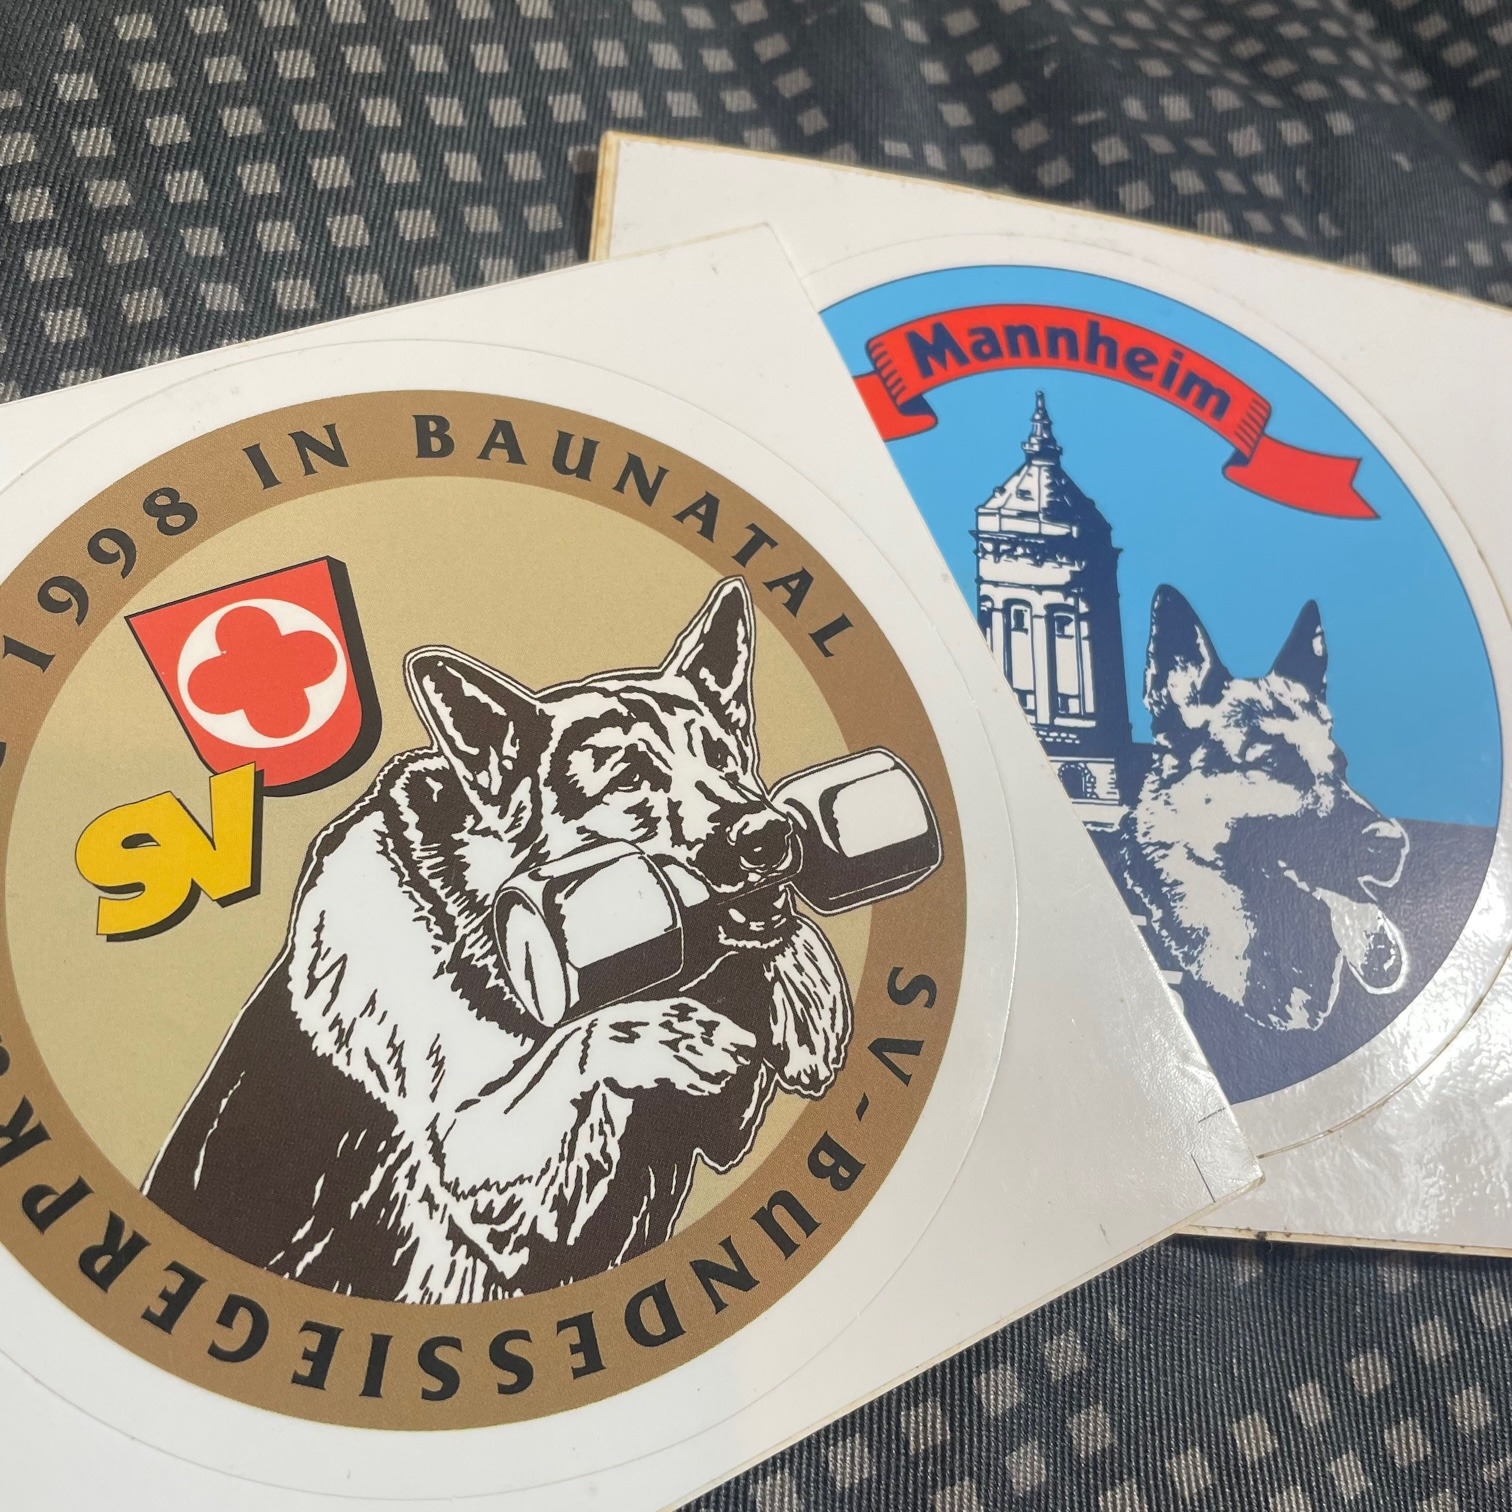 SV-BUNDESSIEGERPR
1998 IN BAUNATAL
SV
Mannheim